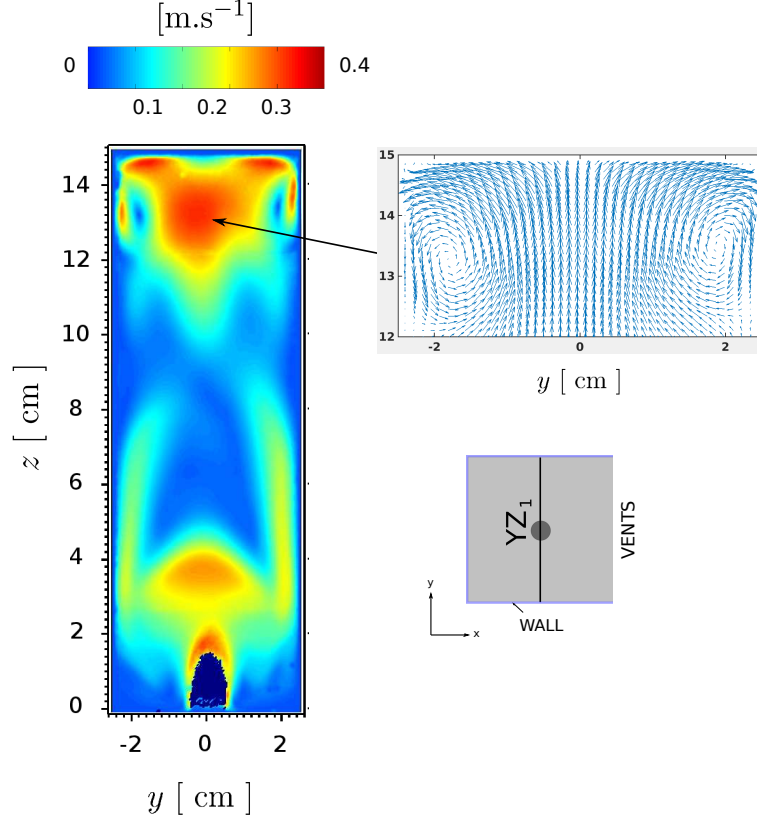 [m.s−1]
0 0.4
0.1 0.2 0.3
14
12
10
8
6
4
2
0
z [ cm ]
-2 0 2
y [ cm ]
15
14
13
12
-2 0 2
y [ cm ]
YZ1
VENTS
WALL
y
x